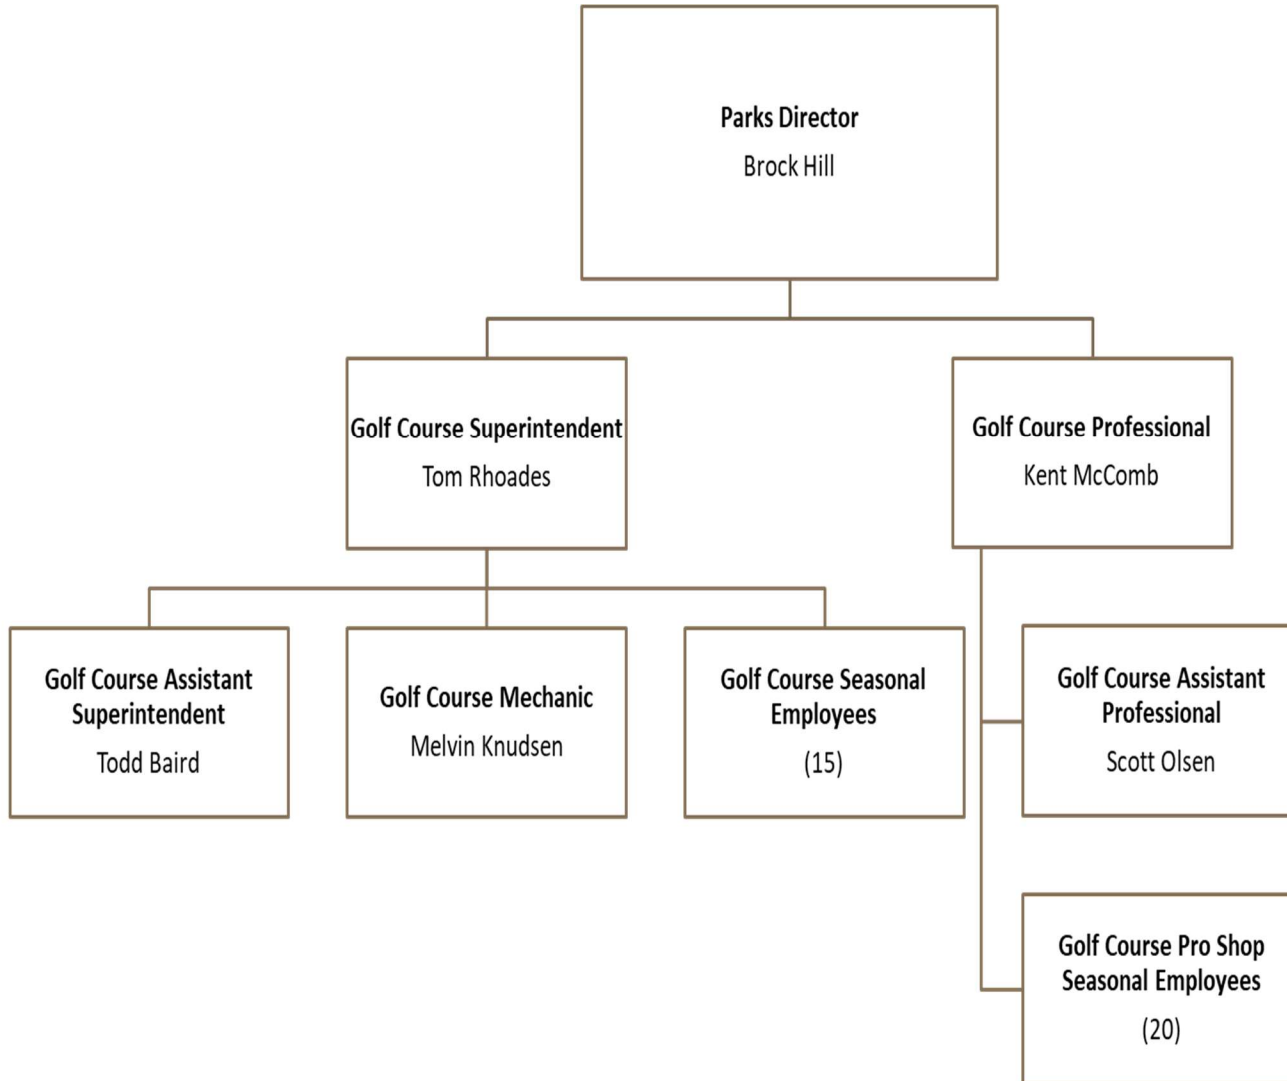 Parks Director
Brock Hill
Golf Course Superintendent
Tom Rhoades
Golf Course Professional
Kent McComb
Golf Course Assistant
Superintendent
Todd Baird
Golf Course Mechanic
Melvin Knudsen
Golf Course Seasonal
Employees
(15)
Golf Course Assistant
Professional
Scott Olsen
Golf Course Pro Shop
Seasonal Employees
(20)